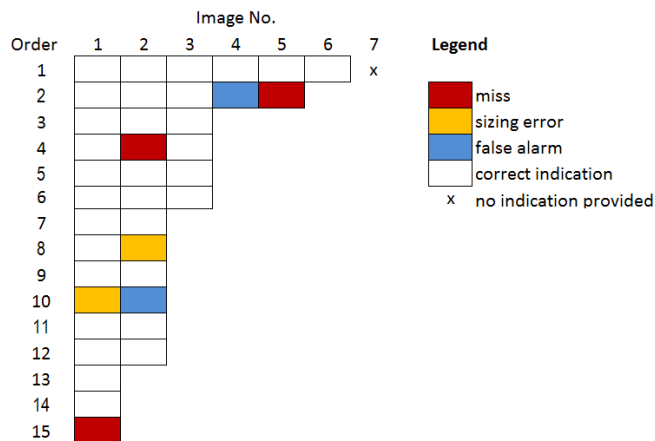 Image No.
Order 1 2 3 4 5 6 7 Legend
1 x
2 miss
3 sizing error
4 false alarm
5 correct indication
6 x no indication provided
7
8
9
10
11
12
13
14
15